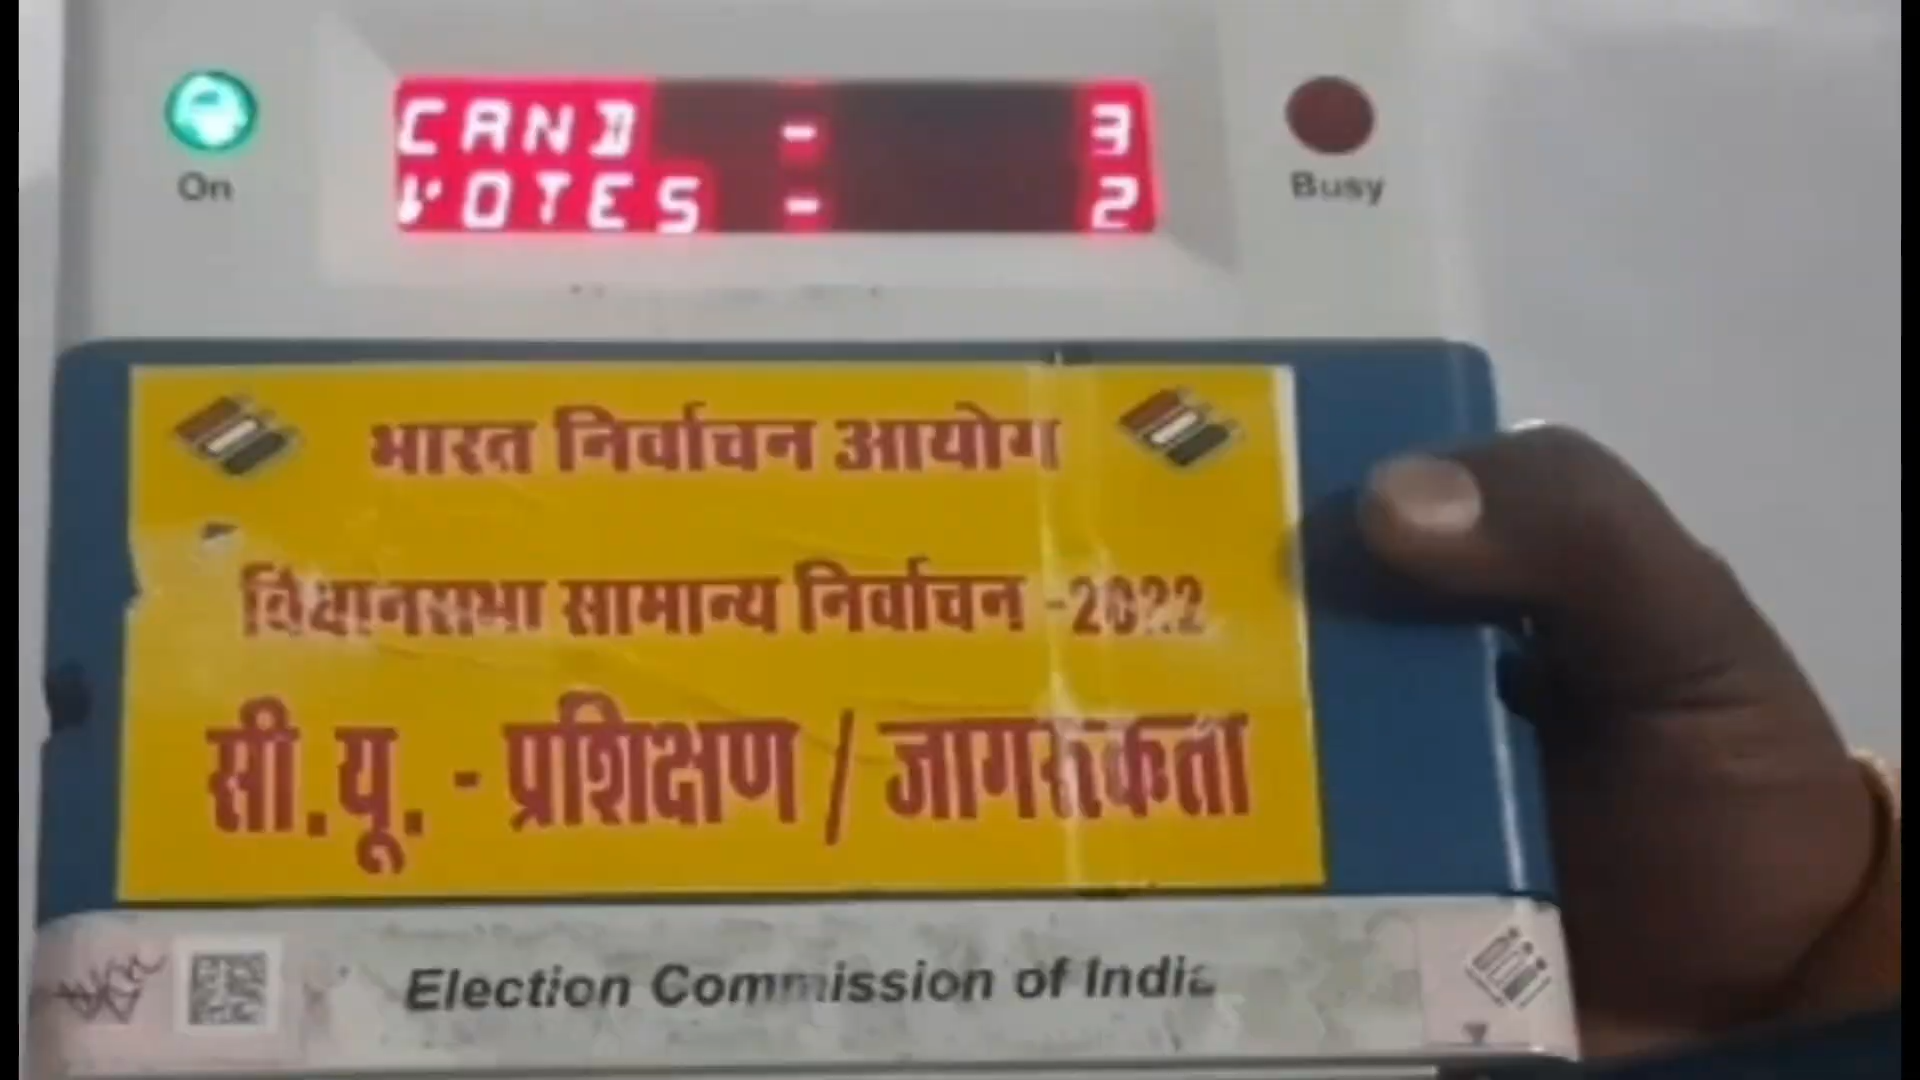 CAND - 3
VOTES - 2
On
Busy
भारत निर्वाचन आयोग
विधानसभा सामान्य निर्वाचन -2022
सी.यू. - प्रशिक्षण / जागरूकता
Election Commission of India